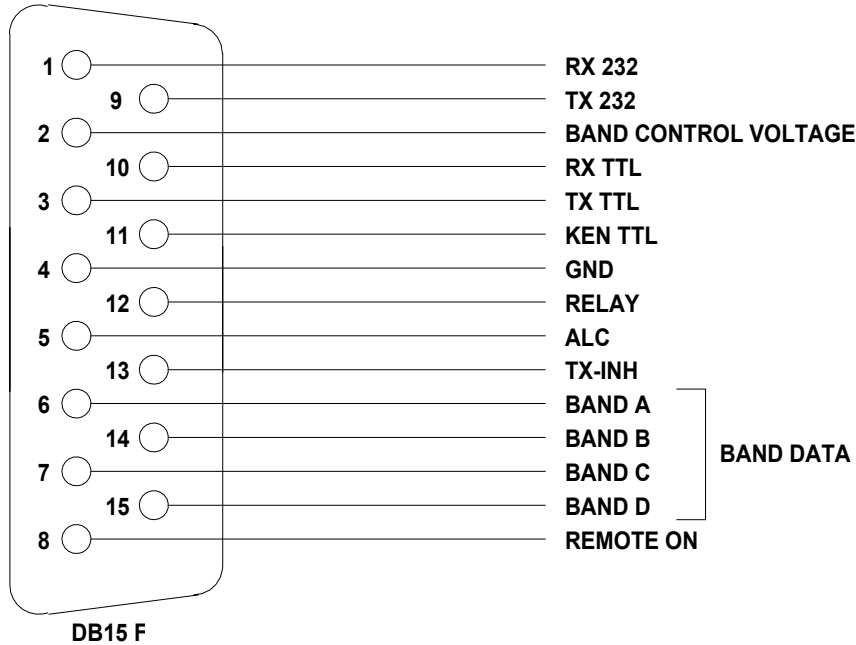 1 RX 232
9 TX 232
2 BAND CONTROL VOLTAGE
10 RX TTL
3 TX TTL
11 KEN TTL
4 GND
12 RELAY
5 ALC
13 TX-INH
6 BAND A
14 BAND B
7 BAND C
15 BAND D
BAND DATA
8 REMOTE ON
DB15 F